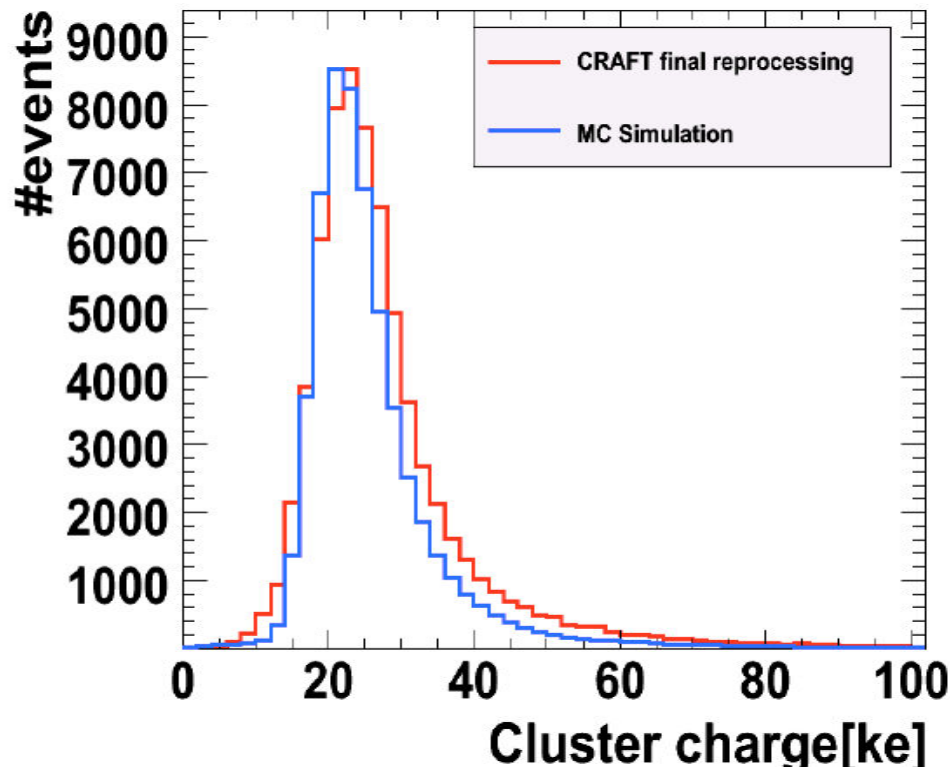 #events
9000
8000
7000
6000
5000
4000
3000
2000
1000
CRAFT final reprocessing
MC Simulation
0 20 40 60 80 100
Cluster charge[ke]